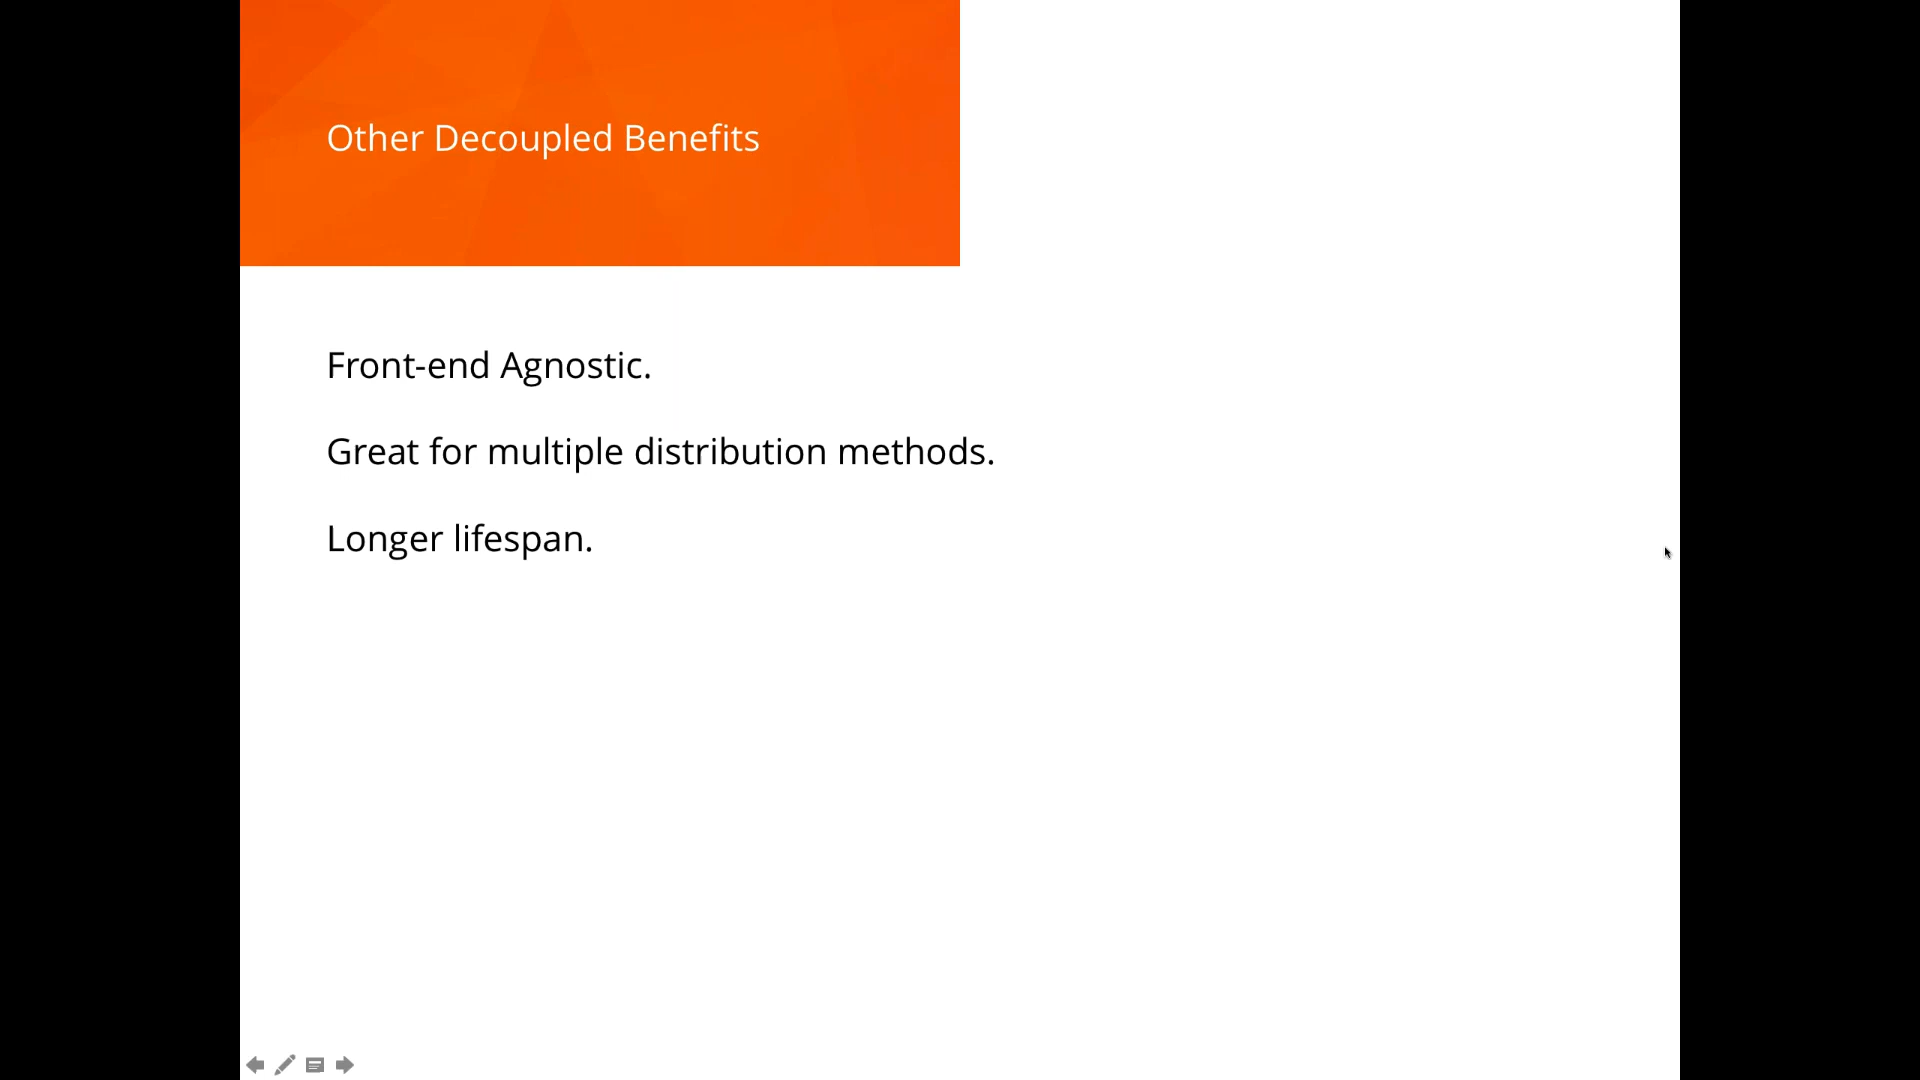 Other Decoupled Benefits
Front-end Agnostic.
Great for multiple distribution methods.
Longer lifespan.